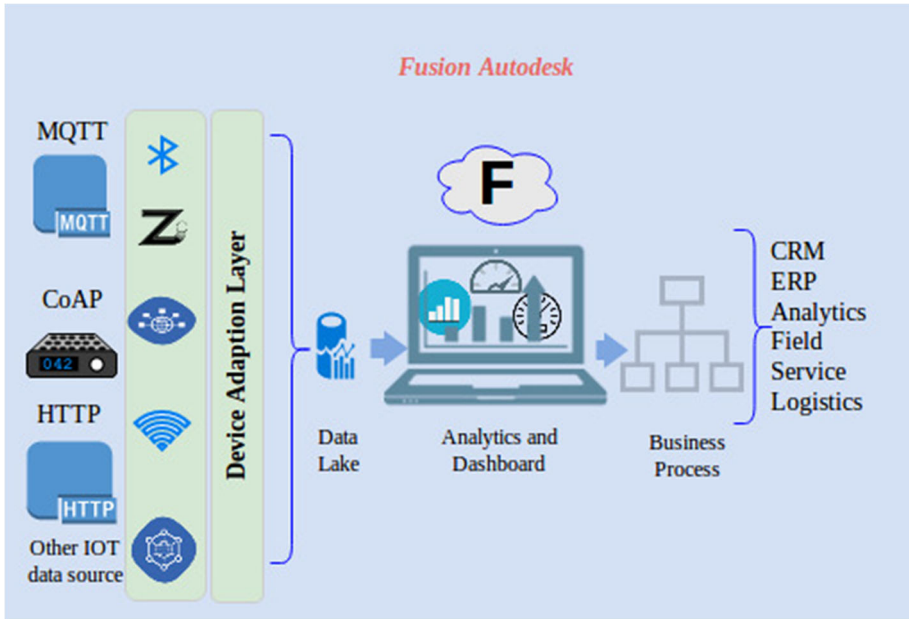 Fusion Autodesk
MQTT
MQTT
CoAP
042
HTTP
HTTP
Other IOT
data source
Z
Device Adaption Layer
Data
Lake
F
Analytics and
Dashboard
Business
Process
CRM
ERP
Analytics
Field
Service
Logistics